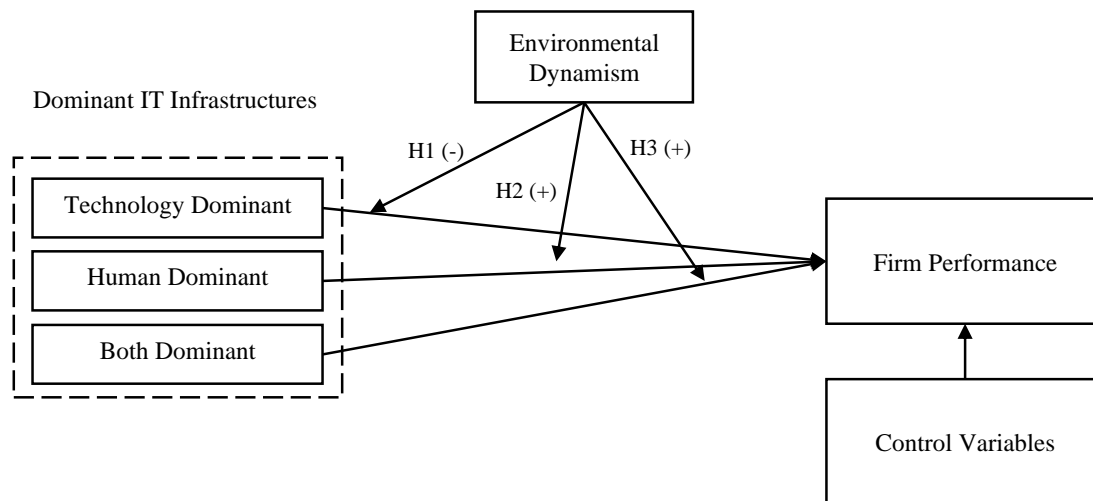 Environmental
Dynamism
Dominant IT Infrastructures
H1 (-)
H2 (+)
H3 (+)
Technology Dominant
Human Dominant
Both Dominant
Firm Performance
Control Variables